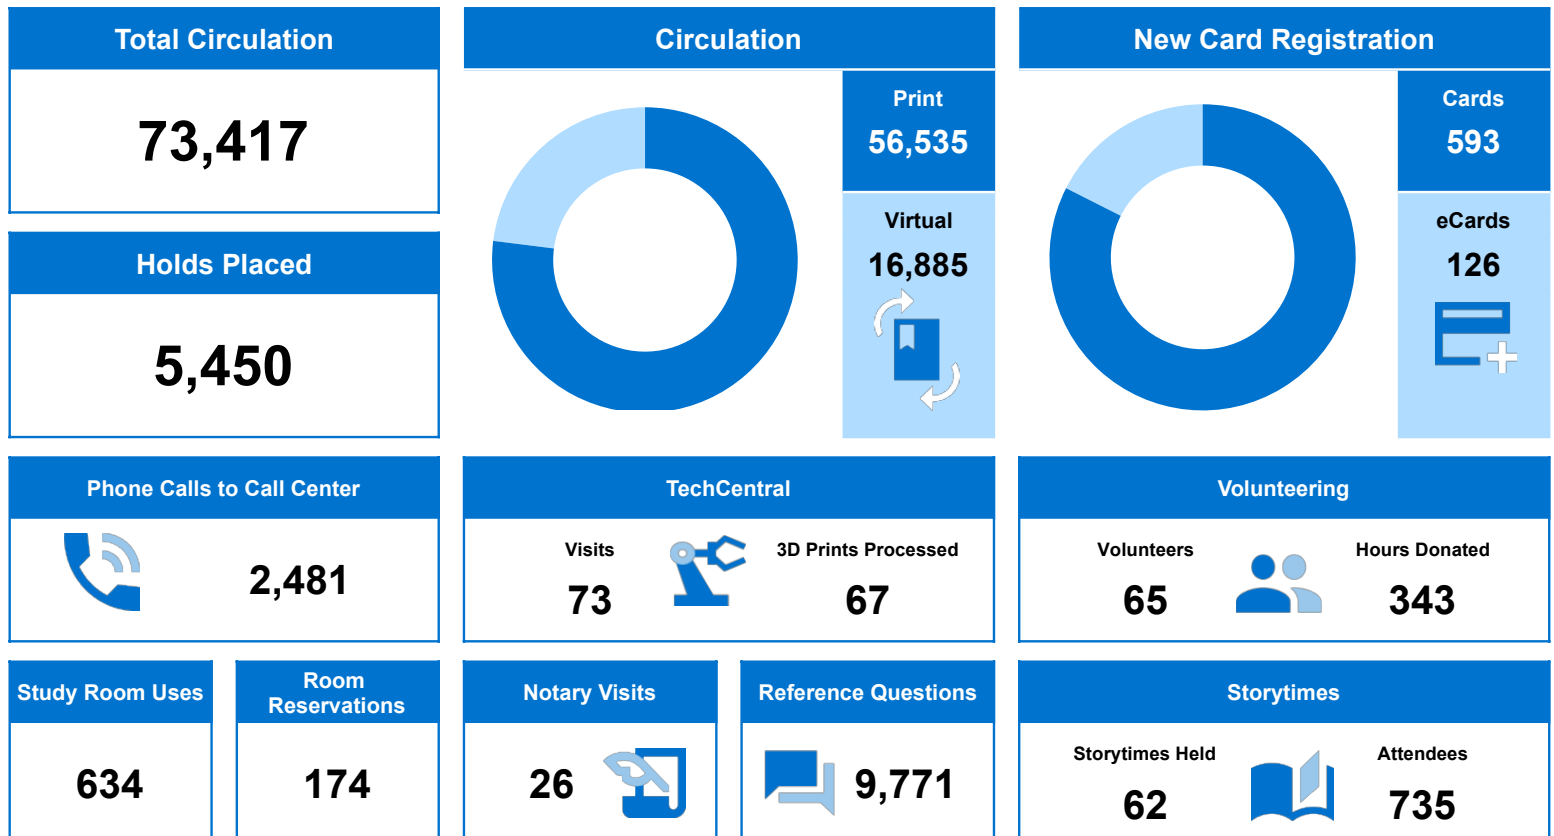 Total Circulation
73,417
Holds Placed
5,450
Circulation
Print
56,535
Virtual
16,885
New Card Registration
Cards
593
eCards
126
Phone Calls to Call Center
2,481
TechCentral
Visits
73
3D Prints Processed
67
Volunteering
Volunteers
65
Hours Donated
343
Study Room Uses
634
Room
Reservations
174
Notary Visits
26
Reference Questions
9,771
Storytimes
Storytimes Held
62
Attendees
735